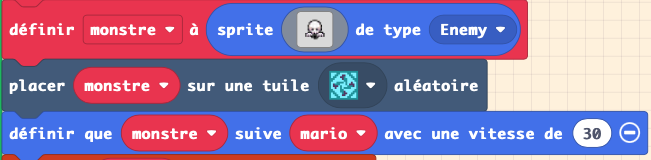 définir monstre à sprite de type Enemy
placer monstre sur une tuile aléatoire
définir que monstre suive mario avec une vitesse de 30